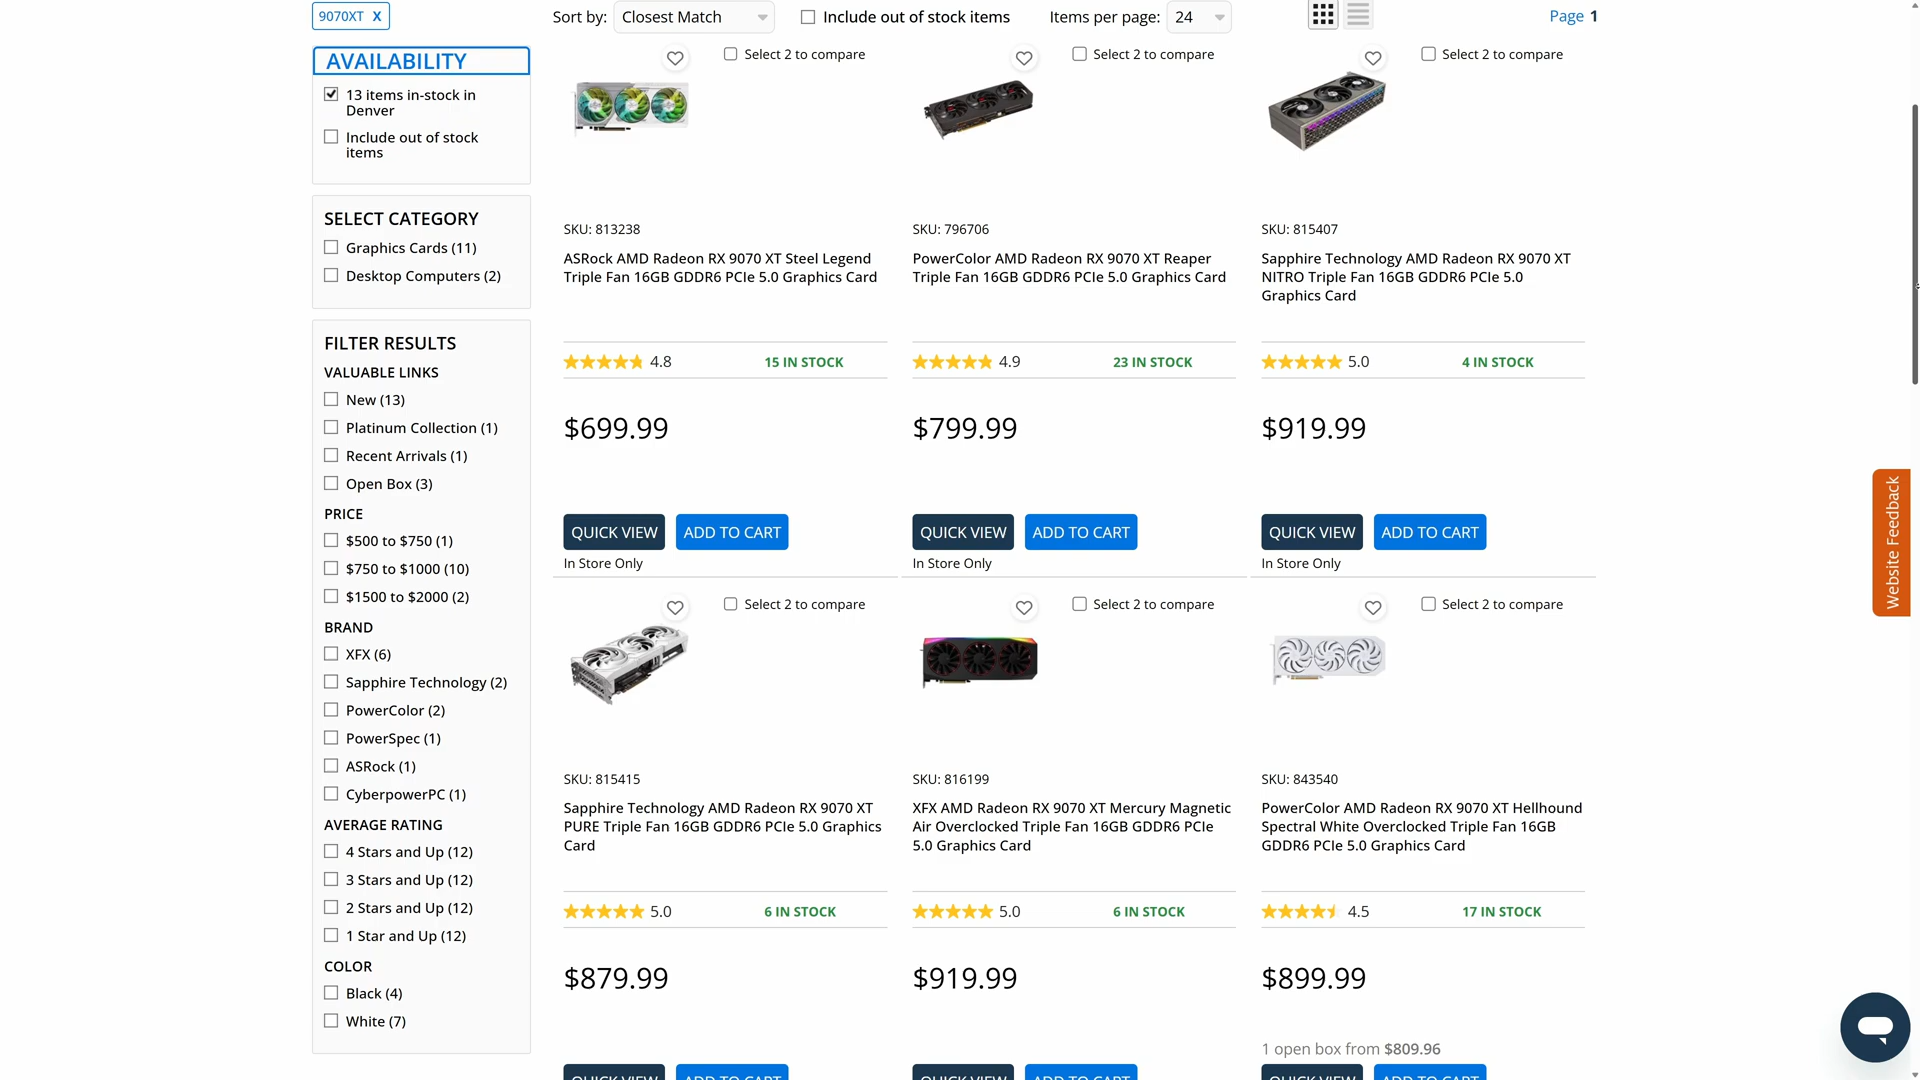 9070XT X
Sort by:
Closest Match
Include out of stock items
Items per page:
24
Page 1
AVAILABILITY
13 items in-stock in
Denver
Include out of stock
items
SELECT CATEGORY
Graphics Cards (11)
Desktop Computers (2)
FILTER RESULTS
VALUABLE LINKS
New (13)
Platinum Collection (1)
Recent Arrivals (1)
Open Box (3)
PRICE
$500 to $750 (1)
$750 to $1000 (10)
$1500 to $2000 (2)
BRAND
XFX (6)
Sapphire Technology (2)
PowerColor (2)
PowerSpec (1)
ASRock (1)
CyberpowerPC (1)
AVERAGE RATING
4 Stars and Up (12)
3 Stars and Up (12)
2 Stars and Up (12)
1 Star and Up (12)
COLOR
Black (4)
White (7)
Select 2 to compare
SKU: 813238
ASRock AMD Radeon RX 9070 XT Steel Legend
Triple Fan 16GB GDDR6 PCIe 5.0 Graphics Card
4.8
15 IN STOCK
$699.99
QUICK VIEW
ADD TO CART
In Store Only
Select 2 to compare
SKU: 796706
PowerColor AMD Radeon RX 9070 XT Reaper
Triple Fan 16GB GDDR6 PCIe 5.0 Graphics Card
4.9
23 IN STOCK
$799.99
QUICK VIEW
ADD TO CART
In Store Only
Select 2 to compare
SKU: 815407
Sapphire Technology AMD Radeon RX 9070 XT
NITRO Triple Fan 16GB GDDR6 PCIe 5.0
Graphics Card
5.0
4 IN STOCK
$919.99
QUICK VIEW
ADD TO CART
In Store Only
Select 2 to compare
SKU: 815415
Sapphire Technology AMD Radeon RX 9070 XT
PURE Triple Fan 16GB GDDR6 PCIe 5.0 Graphics
Card
5.0
6 IN STOCK
$879.99
QUICK VIEW
ADD TO CART
Select 2 to compare
SKU: 816199
XFX AMD Radeon RX 9070 XT Mercury Magnetic
Air Overclocked Triple Fan 16GB GDDR6 PCIe
5.0 Graphics Card
5.0
6 IN STOCK
$919.99
QUICK VIEW
ADD TO CART
Select 2 to compare
SKU: 843540
PowerColor AMD Radeon RX 9070 XT Hellhound
Spectral White Overclocked Triple Fan 16GB
GDDR6 PCIe 5.0 Graphics Card
4.5
17 IN STOCK
$899.99
1 open box from $809.96
QUICK VIEW
ADD TO CART
Website Feedback